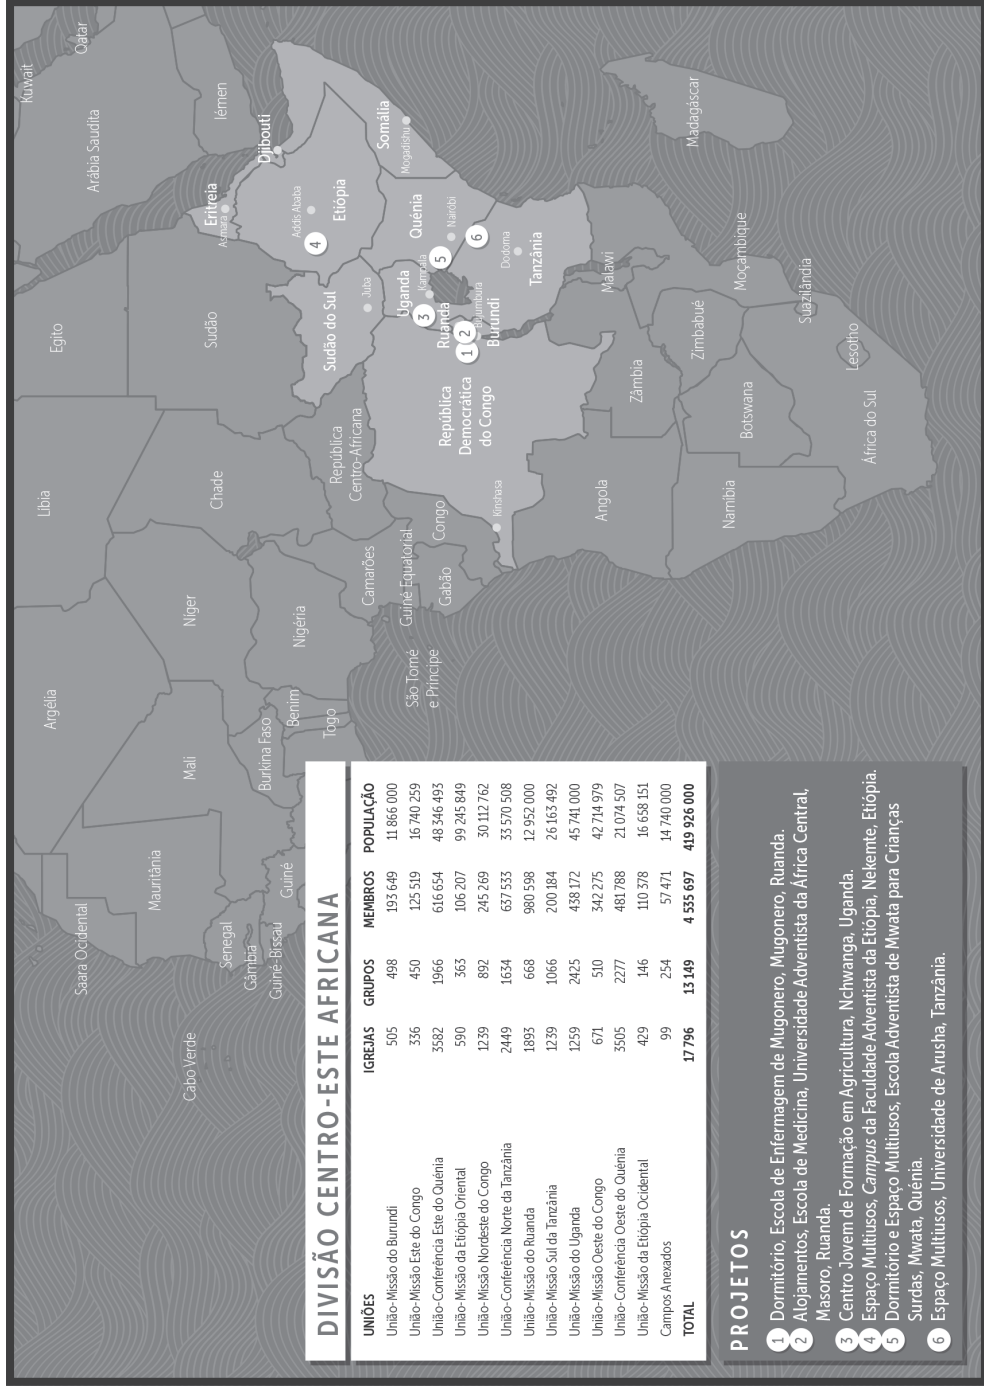 Kuwait
Qatar
Arábia Saudita
Iémen
Egito
Líbia
Argélia
Sudão
Eritreia
Asmara
Djibouti
Chade
Niger
Mali
Mauritânia
Saara Ocidental
Cabo Verde
Senegal
Gâmbia
Guiné-Bissau
Guiné
Burkina Faso
Benim
Togo
Nigéria
Camarões
República
Centro-Africana
Sudão do Sul
Juba
Addis Ababa
Etiópia
4
Somália
Mogadishu
Quénia
Nairóbi
Uganda
Kampala
3
5
6
Ruanda
1
2
Bujumbura
Burundi
Dodoma
Tanzânia
República
Democrática
do Congo
Kinshasa
Congo
Guiné Equatorial
Gabão
São Tomé
e Príncipe
Angola
Zâmbia
Malawi
Moçambique
Madagáscar
Zimbabué
Botswana
Namíbia
Suazilândia
Lesotho
África do Sul
DIVISÃO CENTRO-ESTE AFRICANA
UNIÕES IGREJAS GRUPOS MEMBROS POPULAÇÃO
União-Missão do Burundi 505 498 193 649 11 866 000
União-Missão Este do Congo 336 450 125 519 16 740 259
União-Conferência Este do Quénia 3582 1966 616 654 48 346 493
União-Missão da Etiópia Oriental 590 363 106 207 99 245 849
União-Missão Nordeste do Congo 1239 892 245 269 30 112 762
União-Conferência Norte da Tanzânia 2449 1634 637 533 33 570 508
União-Missão do Ruanda 1893 668 980 598 12 952 000
União-Missão Sul da Tanzânia 1239 1066 200 184 26 163 492
União-Missão do Uganda 1259 2425 438 172 45 741 000
União-Missão Oeste do Congo 671 510 342 275 42 714 979
União-Conferência Oeste do Quénia 3505 2277 481 788 21 074 507
União-Missão da Etiópia Ocidental 429 146 110 378 16 658 151
Campos Anexados 99 254 57 471 14 740 000
TOTAL 17 796 13 149 4 535 697 419 926 000
PROJETOS
1 Dormitório, Escola de Enfermagem de Mugonero, Mugonero, Ruanda.
2 Alojamentos, Escola de Medicina, Universidade Adventista da África Central,
Masoro, Ruanda.
3 Centro Jovem de Formação em Agricultura, Nchwanga, Uganda.
4 Espaço Multiusos, Campus da Faculdade Adventista da Etiópia, Nekemte, Etiópia.
5 Dormitório e Espaço Multiusos, Escola Adventista de Mwata para Crianças
Surdas, Mwata, Quénia.
6 Espaço Multiusos, Universidade de Arusha, Tanzânia.